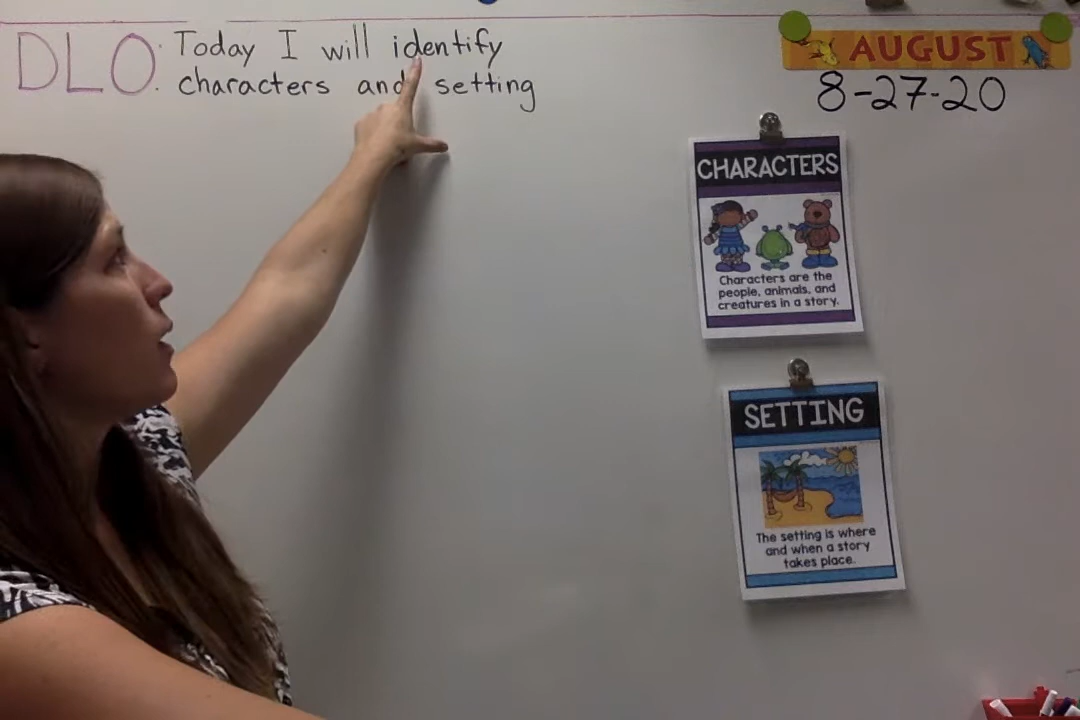 DLO: Today I will identify
characters and setting
AUGUST
8-27-20
CHARACTERS
Characters are the
people, animals, and
creatures in a story.
SETTING
The setting is where
and when a story
takes place.